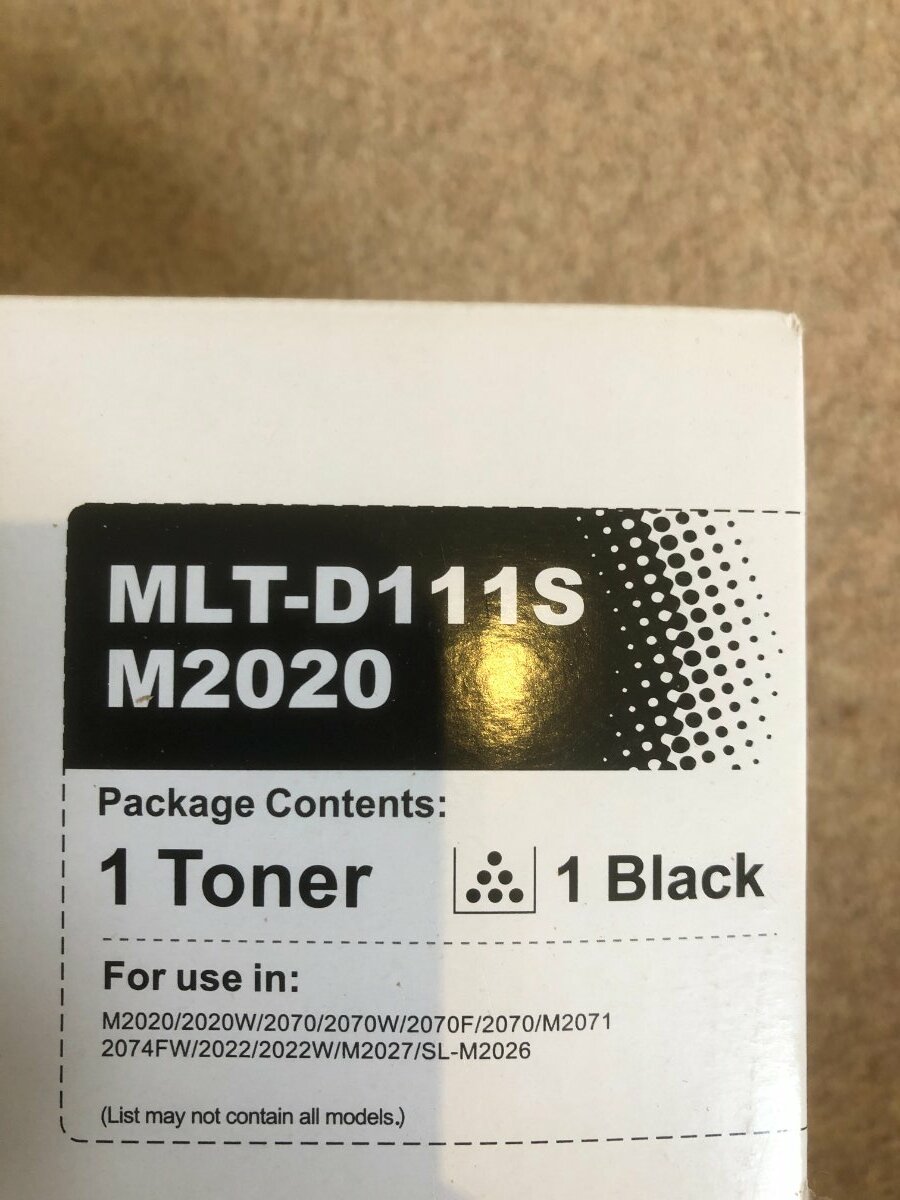 MLT-D111S
M2020
Package Contents:
1 Toner 1 Black
For use in:
M2020/2020W/2070/2070W/2070F/2070/M2071
2074FW/2022/2022W/M2027/SL-M2026
(List may not contain all models.)